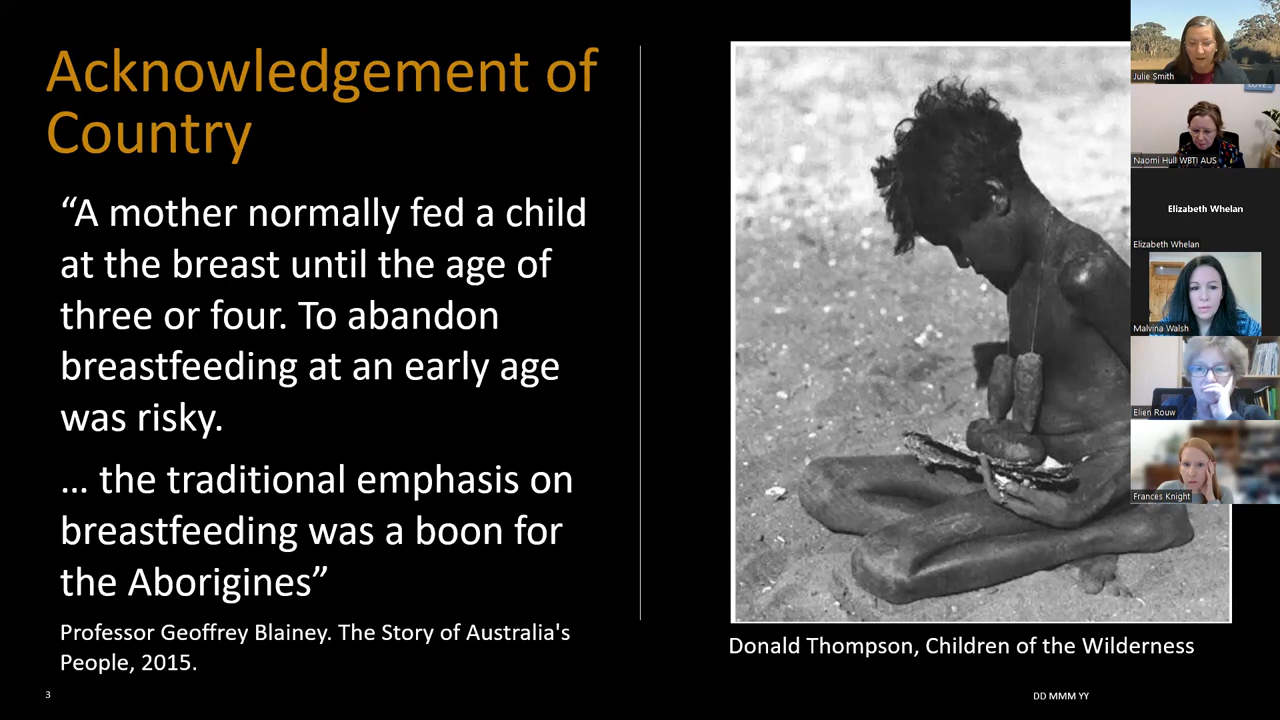 Acknowledgement of
Country
“A mother normally fed a child
at the breast until the age of
three or four. To abandon
breastfeeding at an early age
was risky.
... the traditional emphasis on
breastfeeding was a boon for
the Aborigines”
Professor Geoffrey Blainey. The Story of Australia's
People, 2015.
3
Donald Thompson, Children of the Wilderness
DD MMM YY
Julie Smith
Naomi Hull WBTI AUS
Elizabeth Whelan
Elizabeth Whelan
Malvina Walsh
Elien Rouw
Frances Knight